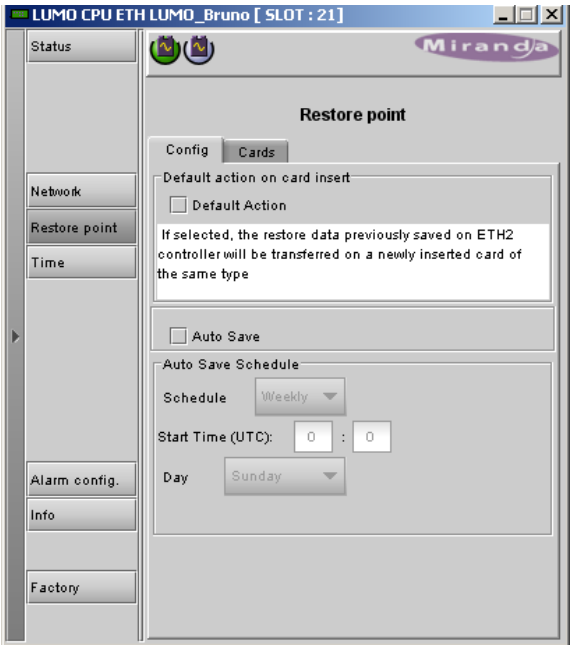 LUMO CPU ETH LUMO_Bruno [ SLOT : 21 ]
Status
Miranda
Restore point
Config
Cards
Default action on card insert
Default Action
If selected, the restore data previously saved on ETH2
controller will be transferred on a newly inserted card of
the same type
Network
Restore point
Time
Auto Save
Auto Save Schedule
Schedule
Weekly
Start Time (UTC):
0 : 0
Day
Sunday
Alarm config.
Info
Factory